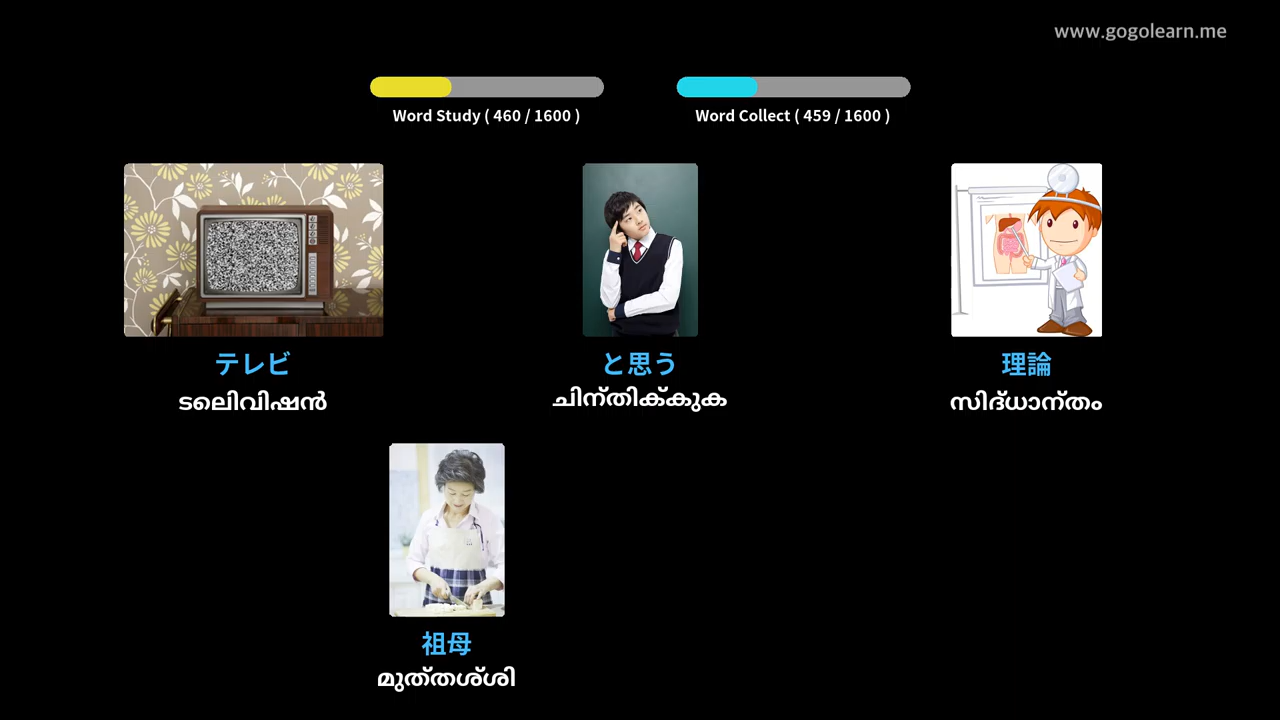 www.gogolearn.me
Word Study ( 460 / 1600 )
Word Collect ( 459 / 1600 )
テレビ
ടെലിവിഷൻ
と思う
ചിന്തിക്കുക
理論
സിദ്ധാന്തം
祖母
മുത്തശ്ശി